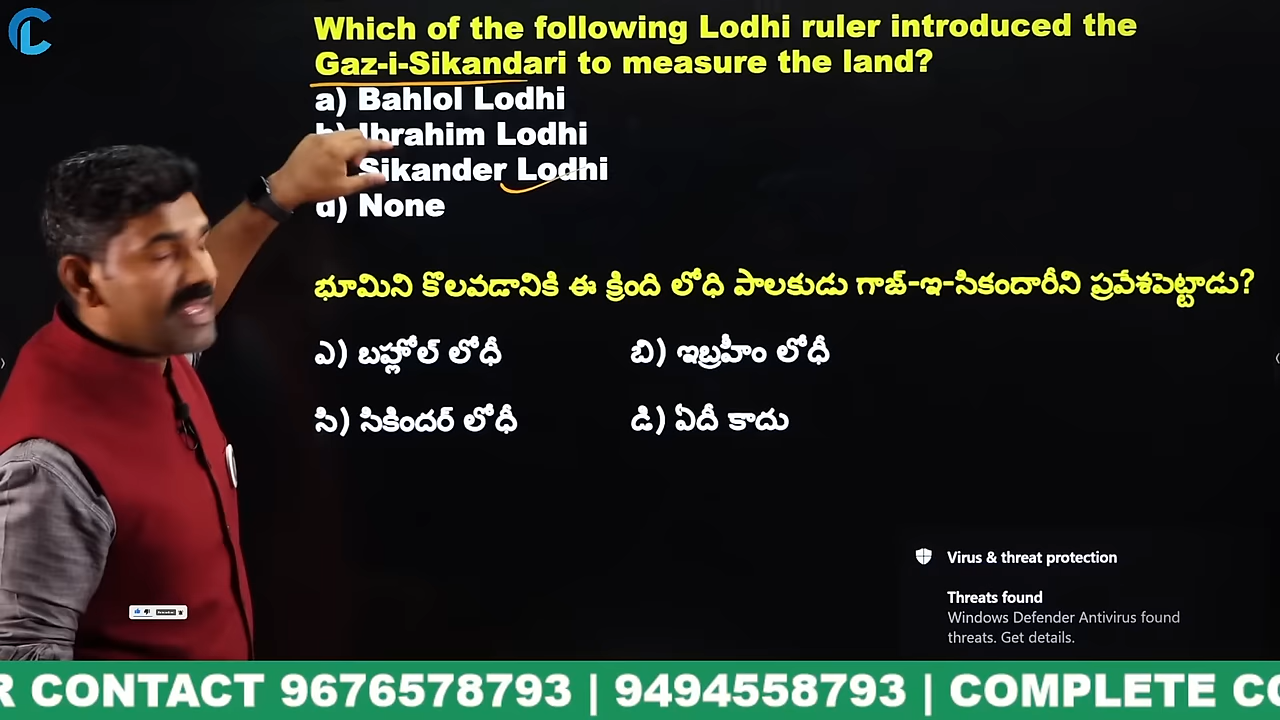 Which of the following Lodhi ruler introduced the
Gaz-i-Sikandari to measure the land?
a) Bahlol Lodhi
b) Ibrahim Lodhi
Sikander Lodhi
d) None
భూమిని కొలవడానికి ఈ క్రింది లోధి పాలకుడు గాజ్-ఇ-సికందారీని ప్రవేశపెట్టాడు?
ఎ) బహ్లోల్ లోధీ బి) ఇబ్రహీం లోధీ
సి) సికిందర్ లోధీ డి) ఏదీ కాదు
Virus & threat protection
Threats found
Windows Defender Antivirus found
threats. Get details.
R CONTACT 9676578793 | 9494558793 | COMPLETE CO